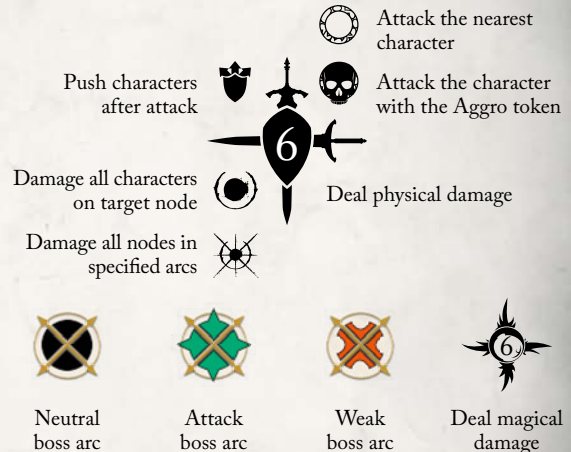 Attack the nearest
character
Push characters
after attack
Attack the character
with the Aggro token
6
Damage all characters
on target node
Deal physical damage
Damage all nodes in
specified arcs
6
Neutral
boss arc
Attack
boss arc
Weak
boss arc
Deal magical
damage